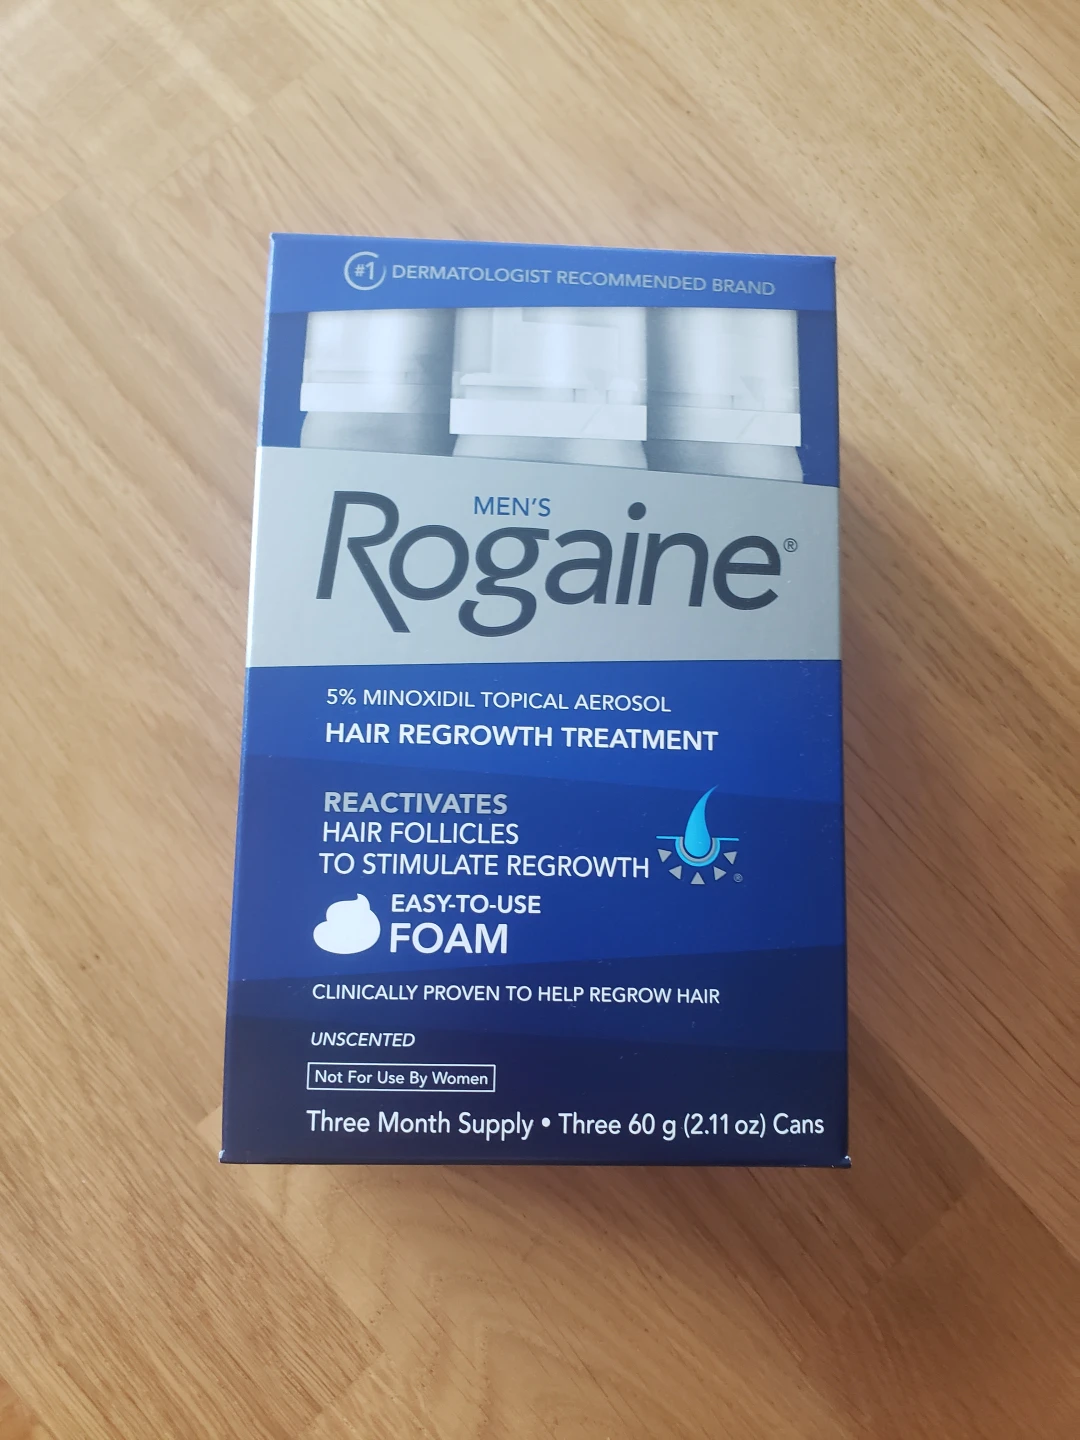 #1 DERMATOLOGIST RECOMMENDED BRAND
MEN'S
Rogaine®
5% MINOXIDIL TOPICAL AEROSOL
HAIR REGROWTH TREATMENT
REACTIVATES
HAIR FOLLICLES
TO STIMULATE REGROWTH
®
EASY-TO-USE
FOAM
CLINICALLY PROVEN TO HELP REGROW HAIR
UNSCENTED
Not For Use By Women
Three Month Supply • Three 60 g (2.11 oz) Cans